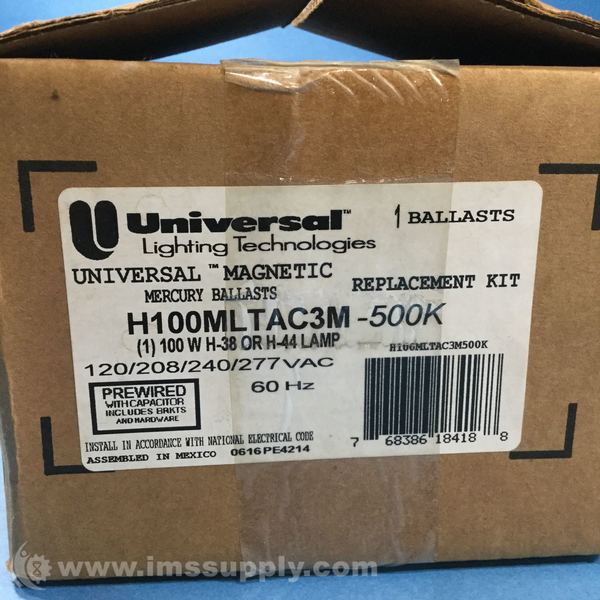 Universal™
Lighting Technologies
1 BALLASTS
UNIVERSAL ™ MAGNETIC
MERCURY BALLASTS
REPLACEMENT KIT
H100MLTAC3M-500K
(1) 100 W H-38 OR H-44 LAMP
H100MLTAC3M500K
120/208/240/277VAC
60 Hz
PREWIRED
WITH CAPACITOR
INCLUDES BRKTS
AND HARDWARE
INSTALL IN ACCORDANCE WITH NATIONAL ELECTRICAL CODE
ASSEMBLED IN MEXICO 0616PE4214
7 68386 18418 8
www.imssupply.com